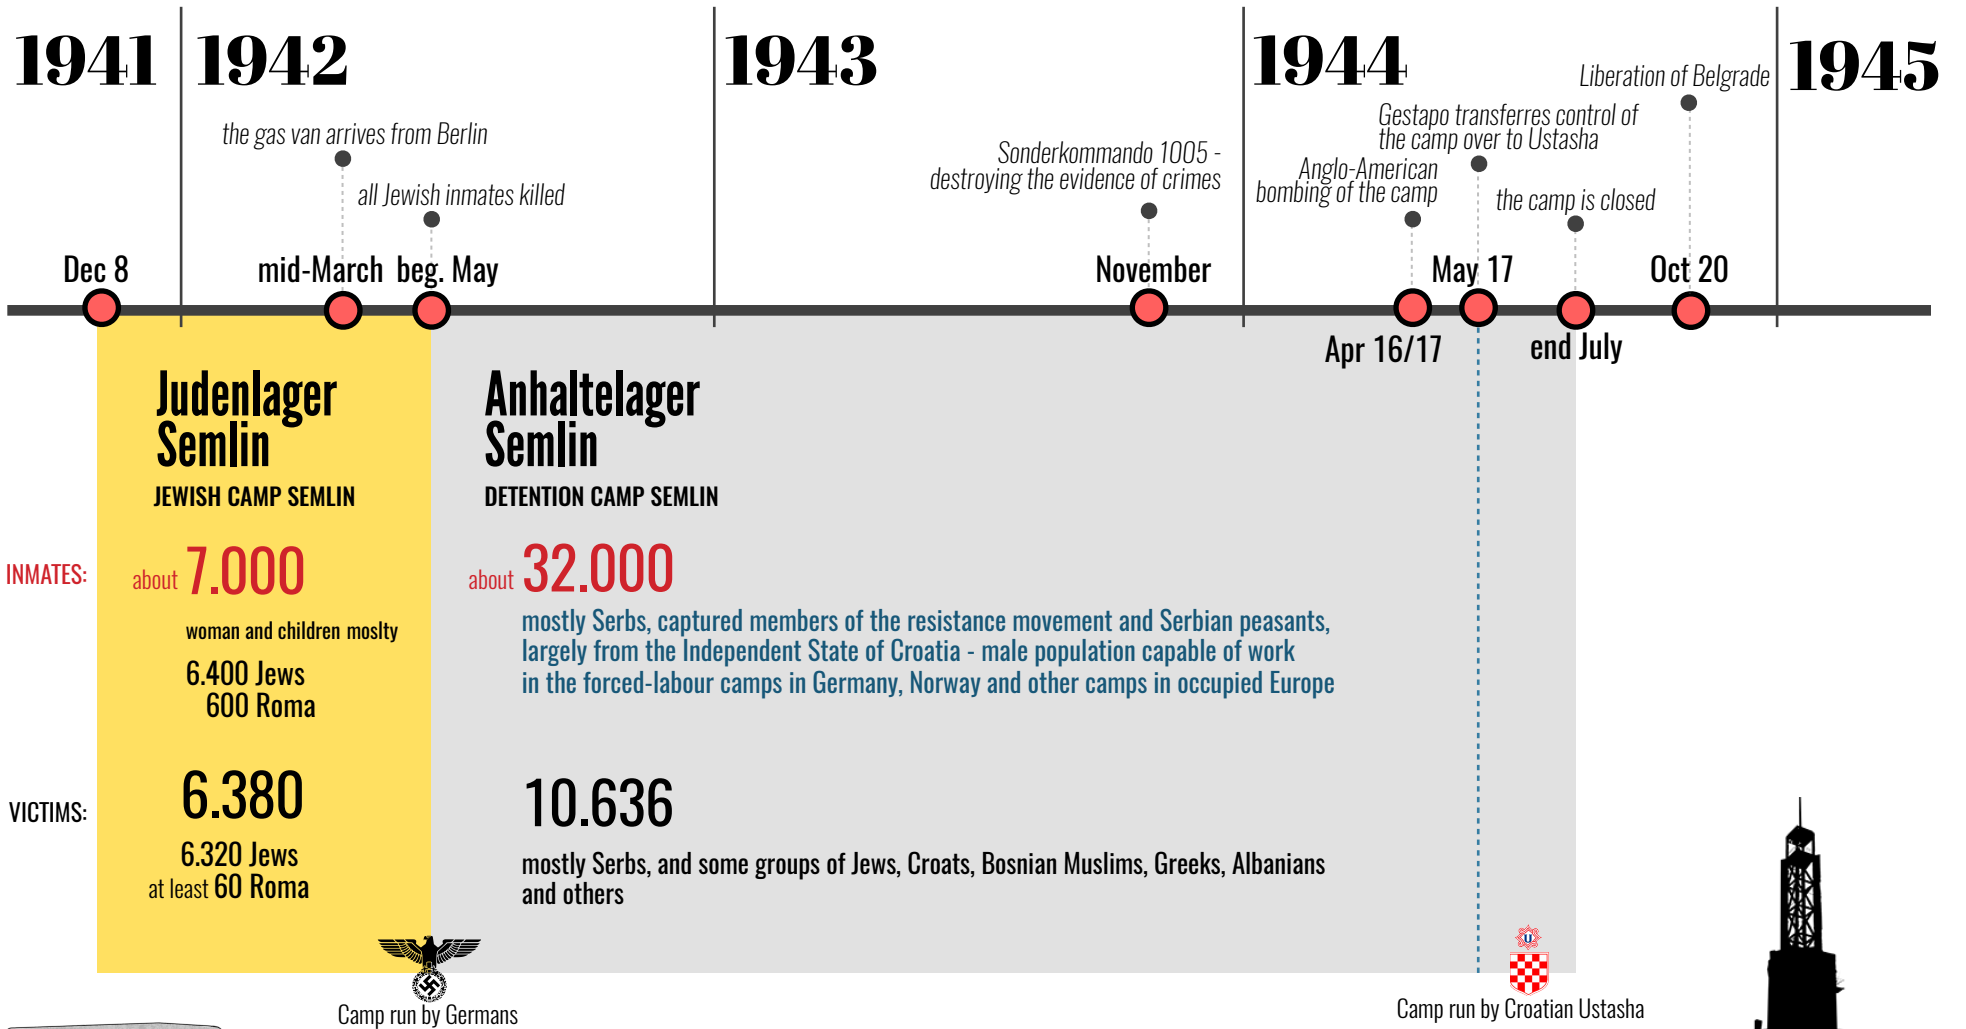 1941
1942
1943
1944
1945
Liberation of Belgrade
Gestapo transferres control of
the camp over to Ustasha
the gas van arrives from Berlin
Sonderkommando 1005 -
destroying the evidence of crimes
Anglo-American
bombing of the camp
all Jewish inmates killed
the camp is closed
Dec 8
mid-March
beg. May
November
May 17
Oct 20
Apr 16/17
end July
Judenlager
Semlin
JEWISH CAMP SEMLIN
Anhaltelager
Semlin
DETENTION CAMP SEMLIN
INMATES:
about 7.000
woman and children moslty
6.400 Jews
600 Roma
about 32.000
mostly Serbs, captured members of the resistance movement and Serbian peasants,
largely from the Independent State of Croatia - male population capable of work
in the forced-labour camps in Germany, Norway and other camps in occupied Europe
VICTIMS:
6.380
6.320 Jews
at least 60 Roma
10.636
mostly Serbs, and some groups of Jews, Croats, Bosnian Muslims, Greeks, Albanians
and others
U
Camp run by Germans
Camp run by Croatian Ustasha